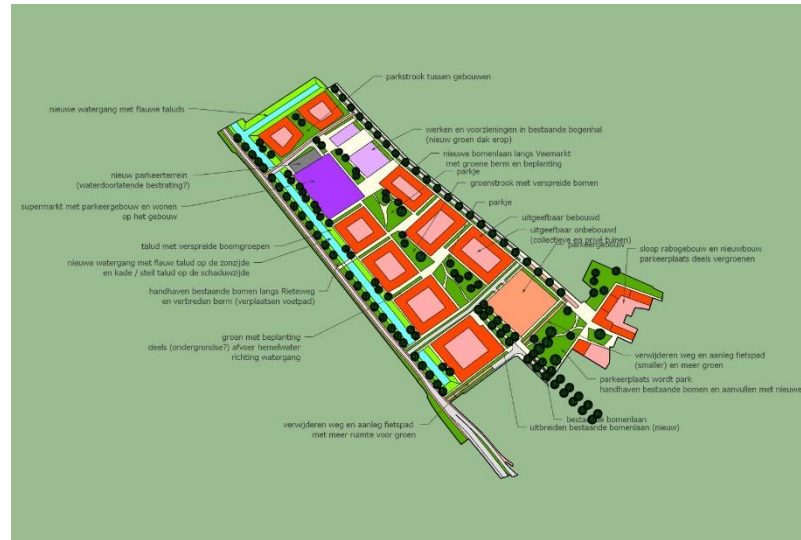 parkstrook tussen gebouwen
nieuwe watergang met flauwe taluds
werken en voorzieningen in bestaande bogenhal
(nieuw groen dak erop)
nieuwe bomenlaan langs Veemarkt
met groene berm en beplanting
parkje
nieuw parkeerterrein
(waterdoorlatende bestrating?)
groenstrook met verspreide bomen
parkje
supermarkt met parkeergebouw en wonen
op het gebouw
uitgeefbaar bebouwd
uitgeefbaar onbebouwd
(collectieve en privé tuinen)
parkeergebouw
talud met verspreide boomgroepen
sloop rabogebouw en nieuwbouw
parkeerplaats deels vergroenen
nieuwe watergang met flauw talud op de zonzijde
en kade / steil talud op de schaduwzijde
handhaven bestaande bomen langs Rieteweg
en verbreden berm (verplaatsen voetpad)
groen met beplanting
deels (ondergrondse?) afvoer hemelwater
richting watergang
verwijderen weg en aanleg fietspad
(smaller) en meer groen
parkeerplaats wordt park
handhaven bestaande bomen en aanvullen met nieuwe
bestaande bomenlaan
uitbreiden bestaande bomenlaan (nieuw)
verwijderen weg en aanleg fietspad
met meer ruimte voor groen